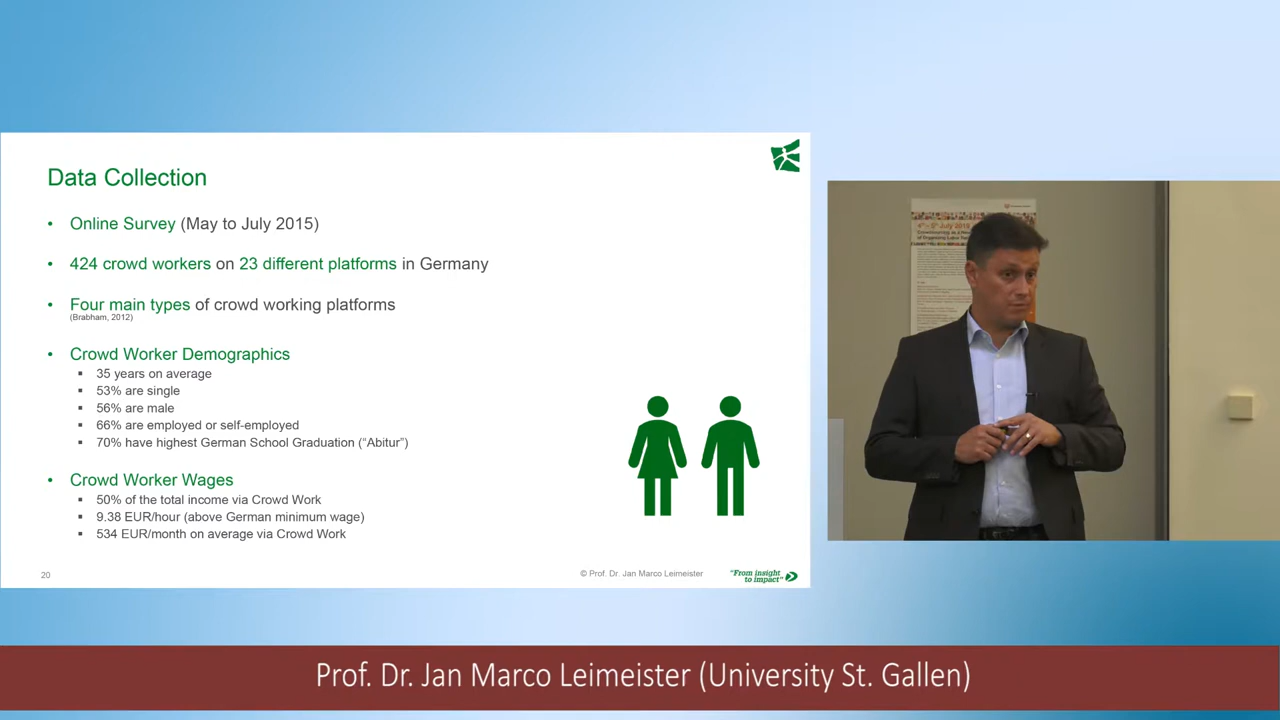 Data Collection
• Online Survey (May to July 2015)
• 424 crowd workers on 23 different platforms in Germany
• Four main types of crowd working platforms
(Brabham, 2012)
• Crowd Worker Demographics
▪ 35 years on average
▪ 53% are single
▪ 56% are male
▪ 66% are employed or self-employed
▪ 70% have highest German School Graduation (“Abitur”)
• Crowd Worker Wages
▪ 50% of the total income via Crowd Work
▪ 9.38 EUR/hour (above German minimum wage)
▪ 534 EUR/month on average via Crowd Work
20
© Prof. Dr. Jan Marco Leimeister
“From insight
to impact”
Prof. Dr. Jan Marco Leimeister (University St. Gallen)